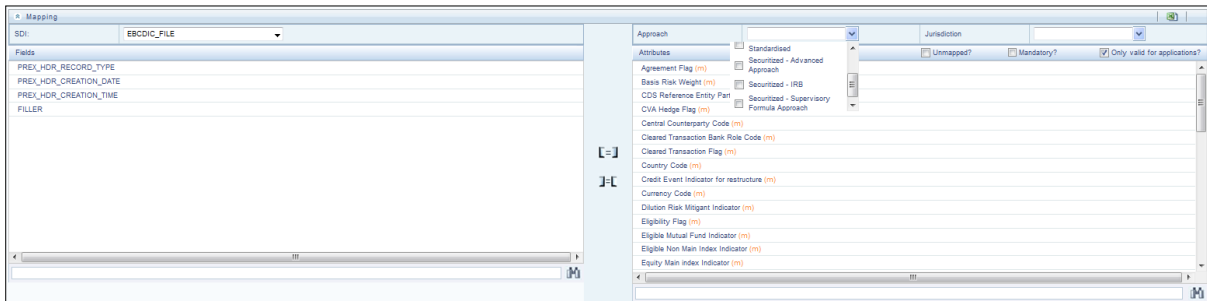 Mapping
SDI: EBCDIC_FILE
Approach Jurisdiction
Fields
Attributes Unmapped? Mandatory? Only valid for applications?
Standardised
Securitized - Advanced
Approach
Securitized - IRB
Securitized - Supervisory
Formula Approach
PREX_HDR_RECORD_TYPE
PREX_HDR_CREATION_DATE
PREX_HDR_CREATION_TIME
FILLER
Agreement Flag (m)
Basis Risk Weight (m)
CDS Reference Entity Part
CVA Hedge Flag (m)
Central Counterparty Code (m)
Cleared Transaction Bank Role Code (m)
Cleared Transaction Flag (m)
Country Code (m)
Credit Event Indicator for restructure (m)
Currency Code (m)
Dilution Risk Mitigant Indicator (m)
Eligibility Flag (m)
Eligible Mutual Fund Indicator (m)
Eligible Non Main Index Indicator (m)
Equity Main index Indicator (m)